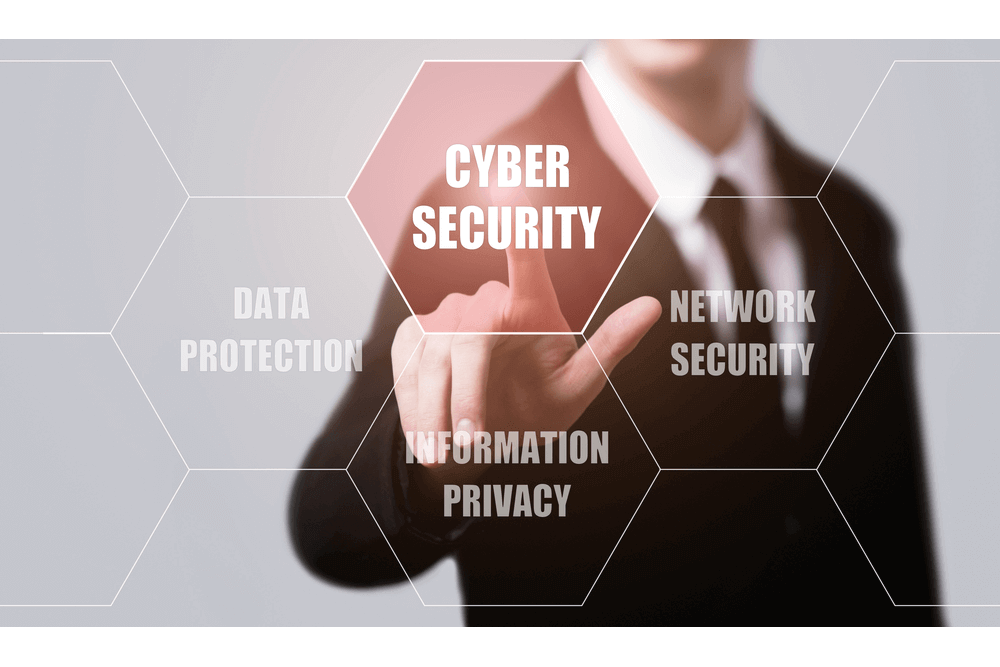 CYBER
SECURITY
DATA
PROTECTION
NETWORK
SECURITY
INFORMATION
PRIVACY